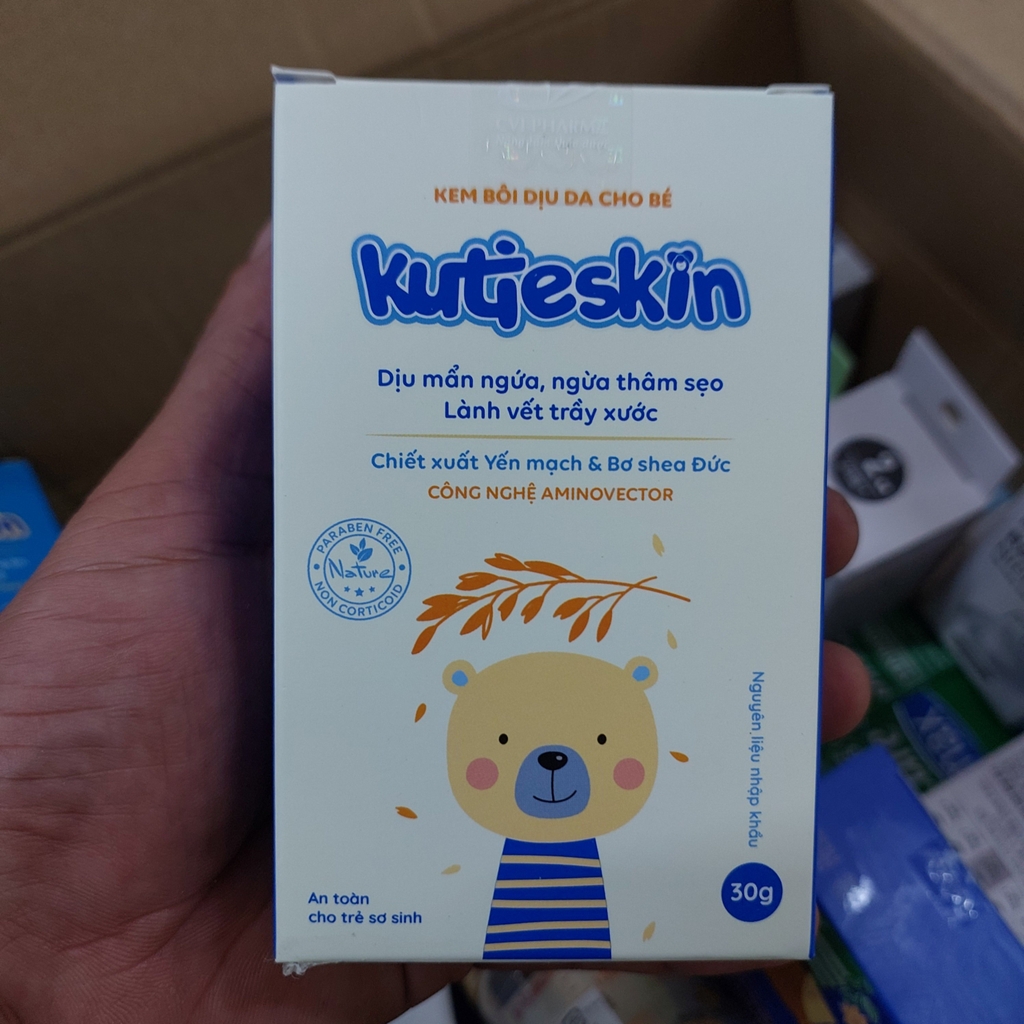 CVI PHARMA
KEM BÔI DỊU DA CHO BÉ
Kutieskin
Dịu mẩn ngứa, ngừa thâm sẹo
Lành vết trầy xước
Chiết xuất Yến mạch & Bơ shea Đức
CÔNG NGHỆ AMINOVECTOR
PARABEN FREE
Nature
NON CORTICOID
Nguyên liệu nhập khẩu
30g
An toàn
cho trẻ sơ sinh